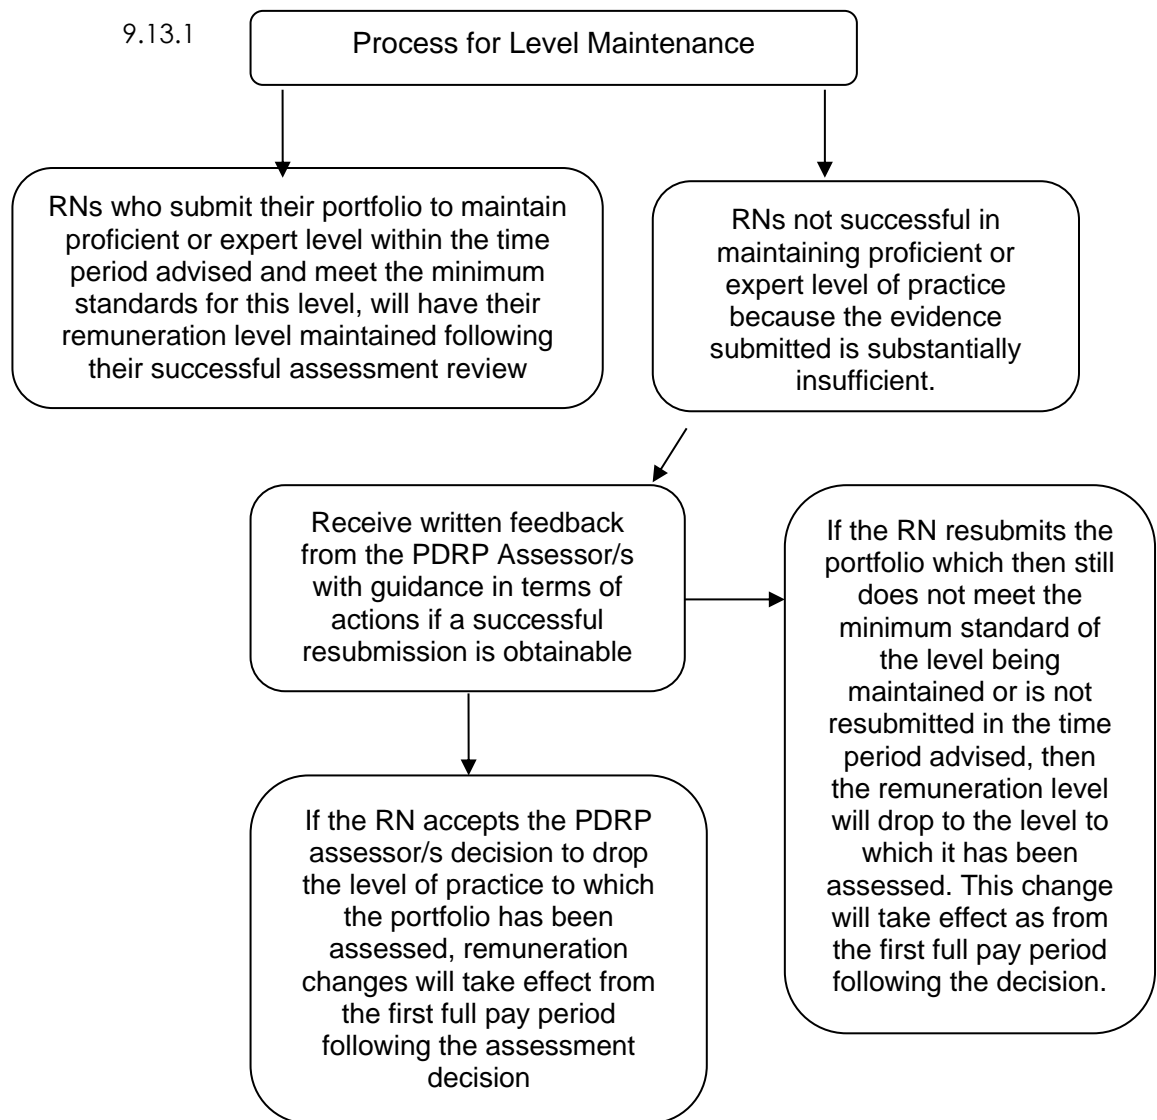 9.13.1
Process for Level Maintenance
RNs who submit their portfolio to maintain
proficient or expert level within the time
period advised and meet the minimum
standards for this level, will have their
remuneration level maintained following
their successful assessment review
RNs not successful in
maintaining proficient or
expert level of practice
because the evidence
submitted is substantially
insufficient.
Receive written feedback
from the PDRP Assessor/s
with guidance in terms of
actions if a successful
resubmission is obtainable
If the RN resubmits the
portfolio which then still
does not meet the
minimum standard of
the level being
maintained or is not
resubmitted in the time
period advised, then
the remuneration level
will drop to the level to
which it has been
assessed. This change
will take effect as from
the first full pay period
following the decision.
If the RN accepts the PDRP
assessor/s decision to drop
the level of practice to which
the portfolio has been
assessed, remuneration
changes will take effect from
the first full pay period
following the assessment
decision